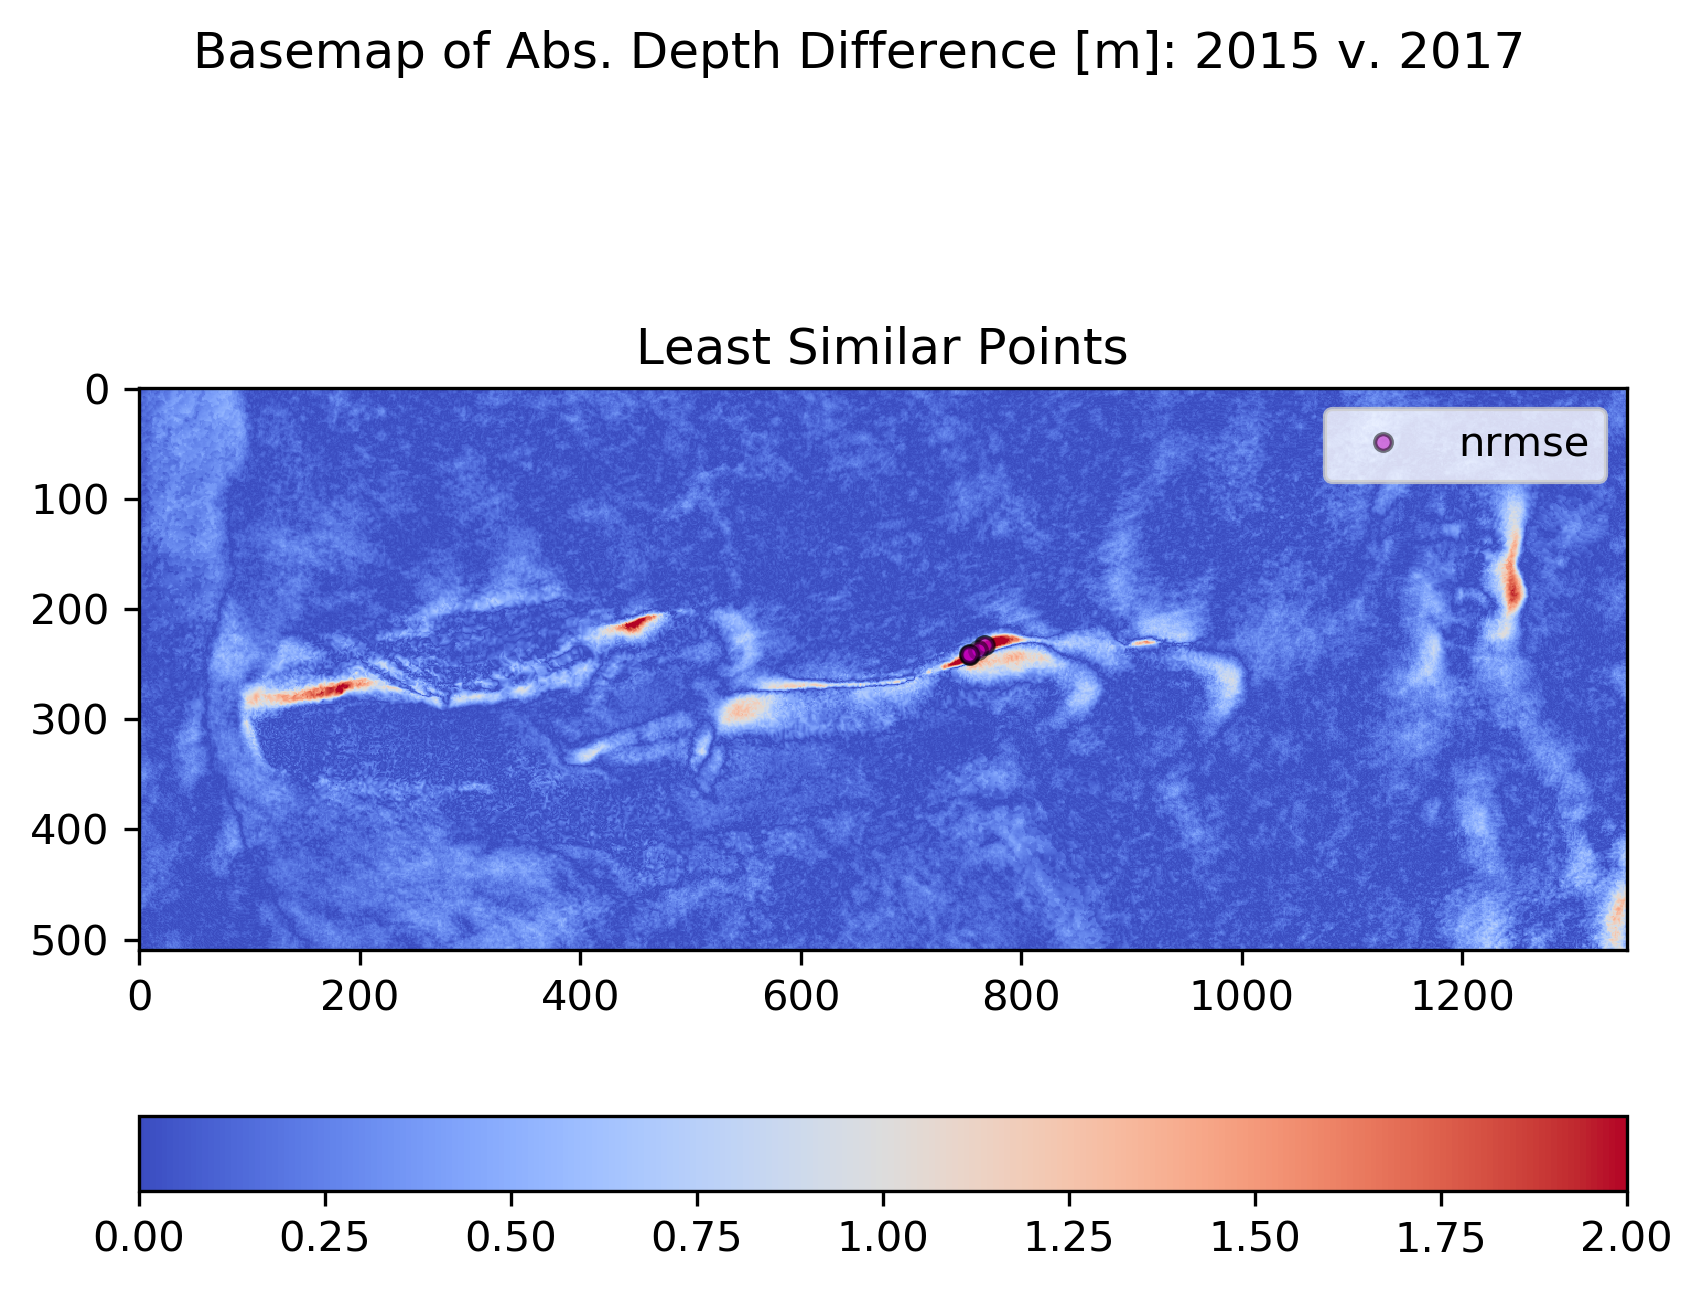 Basemap of Abs. Depth Difference [m]: 2015 v. 2017
Least Similar Points
nrmse
0
100
200
300
400
500
0 200 400 600 800 1000 1200
0.00 0.25 0.50 0.75 1.00 1.25 1.50 1.75 2.00